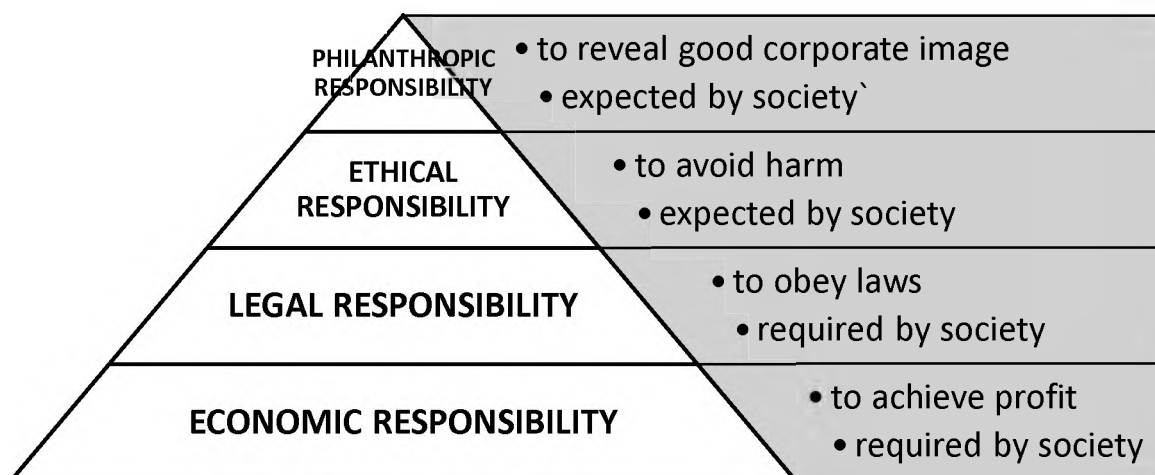 PHILANTHROPIC
RESPONSIBILITY
• to reveal good corporate image
• expected by society`
ETHICAL
RESPONSIBILITY
• to avoid harm
• expected by society
LEGAL RESPONSIBILITY
• to obey laws
• required by society
ECONOMIC RESPONSIBILITY
• to achieve profit
• required by society